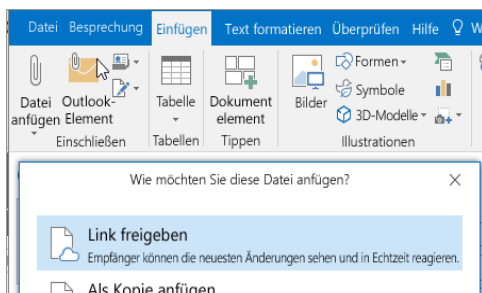 Datei Besprechung Einfügen Text formatieren Überprüfen Hilfe W
Formen
Symbole
3D-Modelle
Datei anfügen
Outlook-Element
Tabelle
Dokument element
Bilder
Einschließen Tabellen Tippen Illustrationen
Wie möchten Sie diese Datei anfügen?
Link freigeben
Empfänger können die neuesten Änderungen sehen und in Echtzeit reagieren.
Als Kopie anfügen